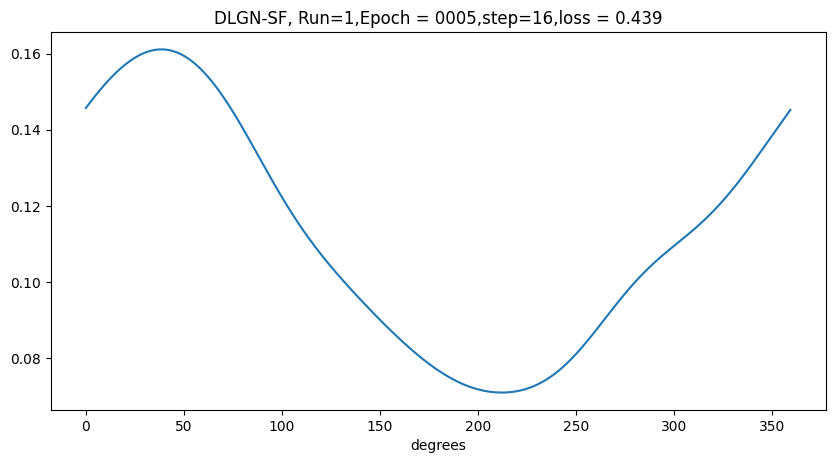 DLGN-SF, Run=1,Epoch = 0005,step=16,loss = 0.439
0.16
0.14
0.12
0.10
0.08
0 50 100 150 200 250 300 350
degrees